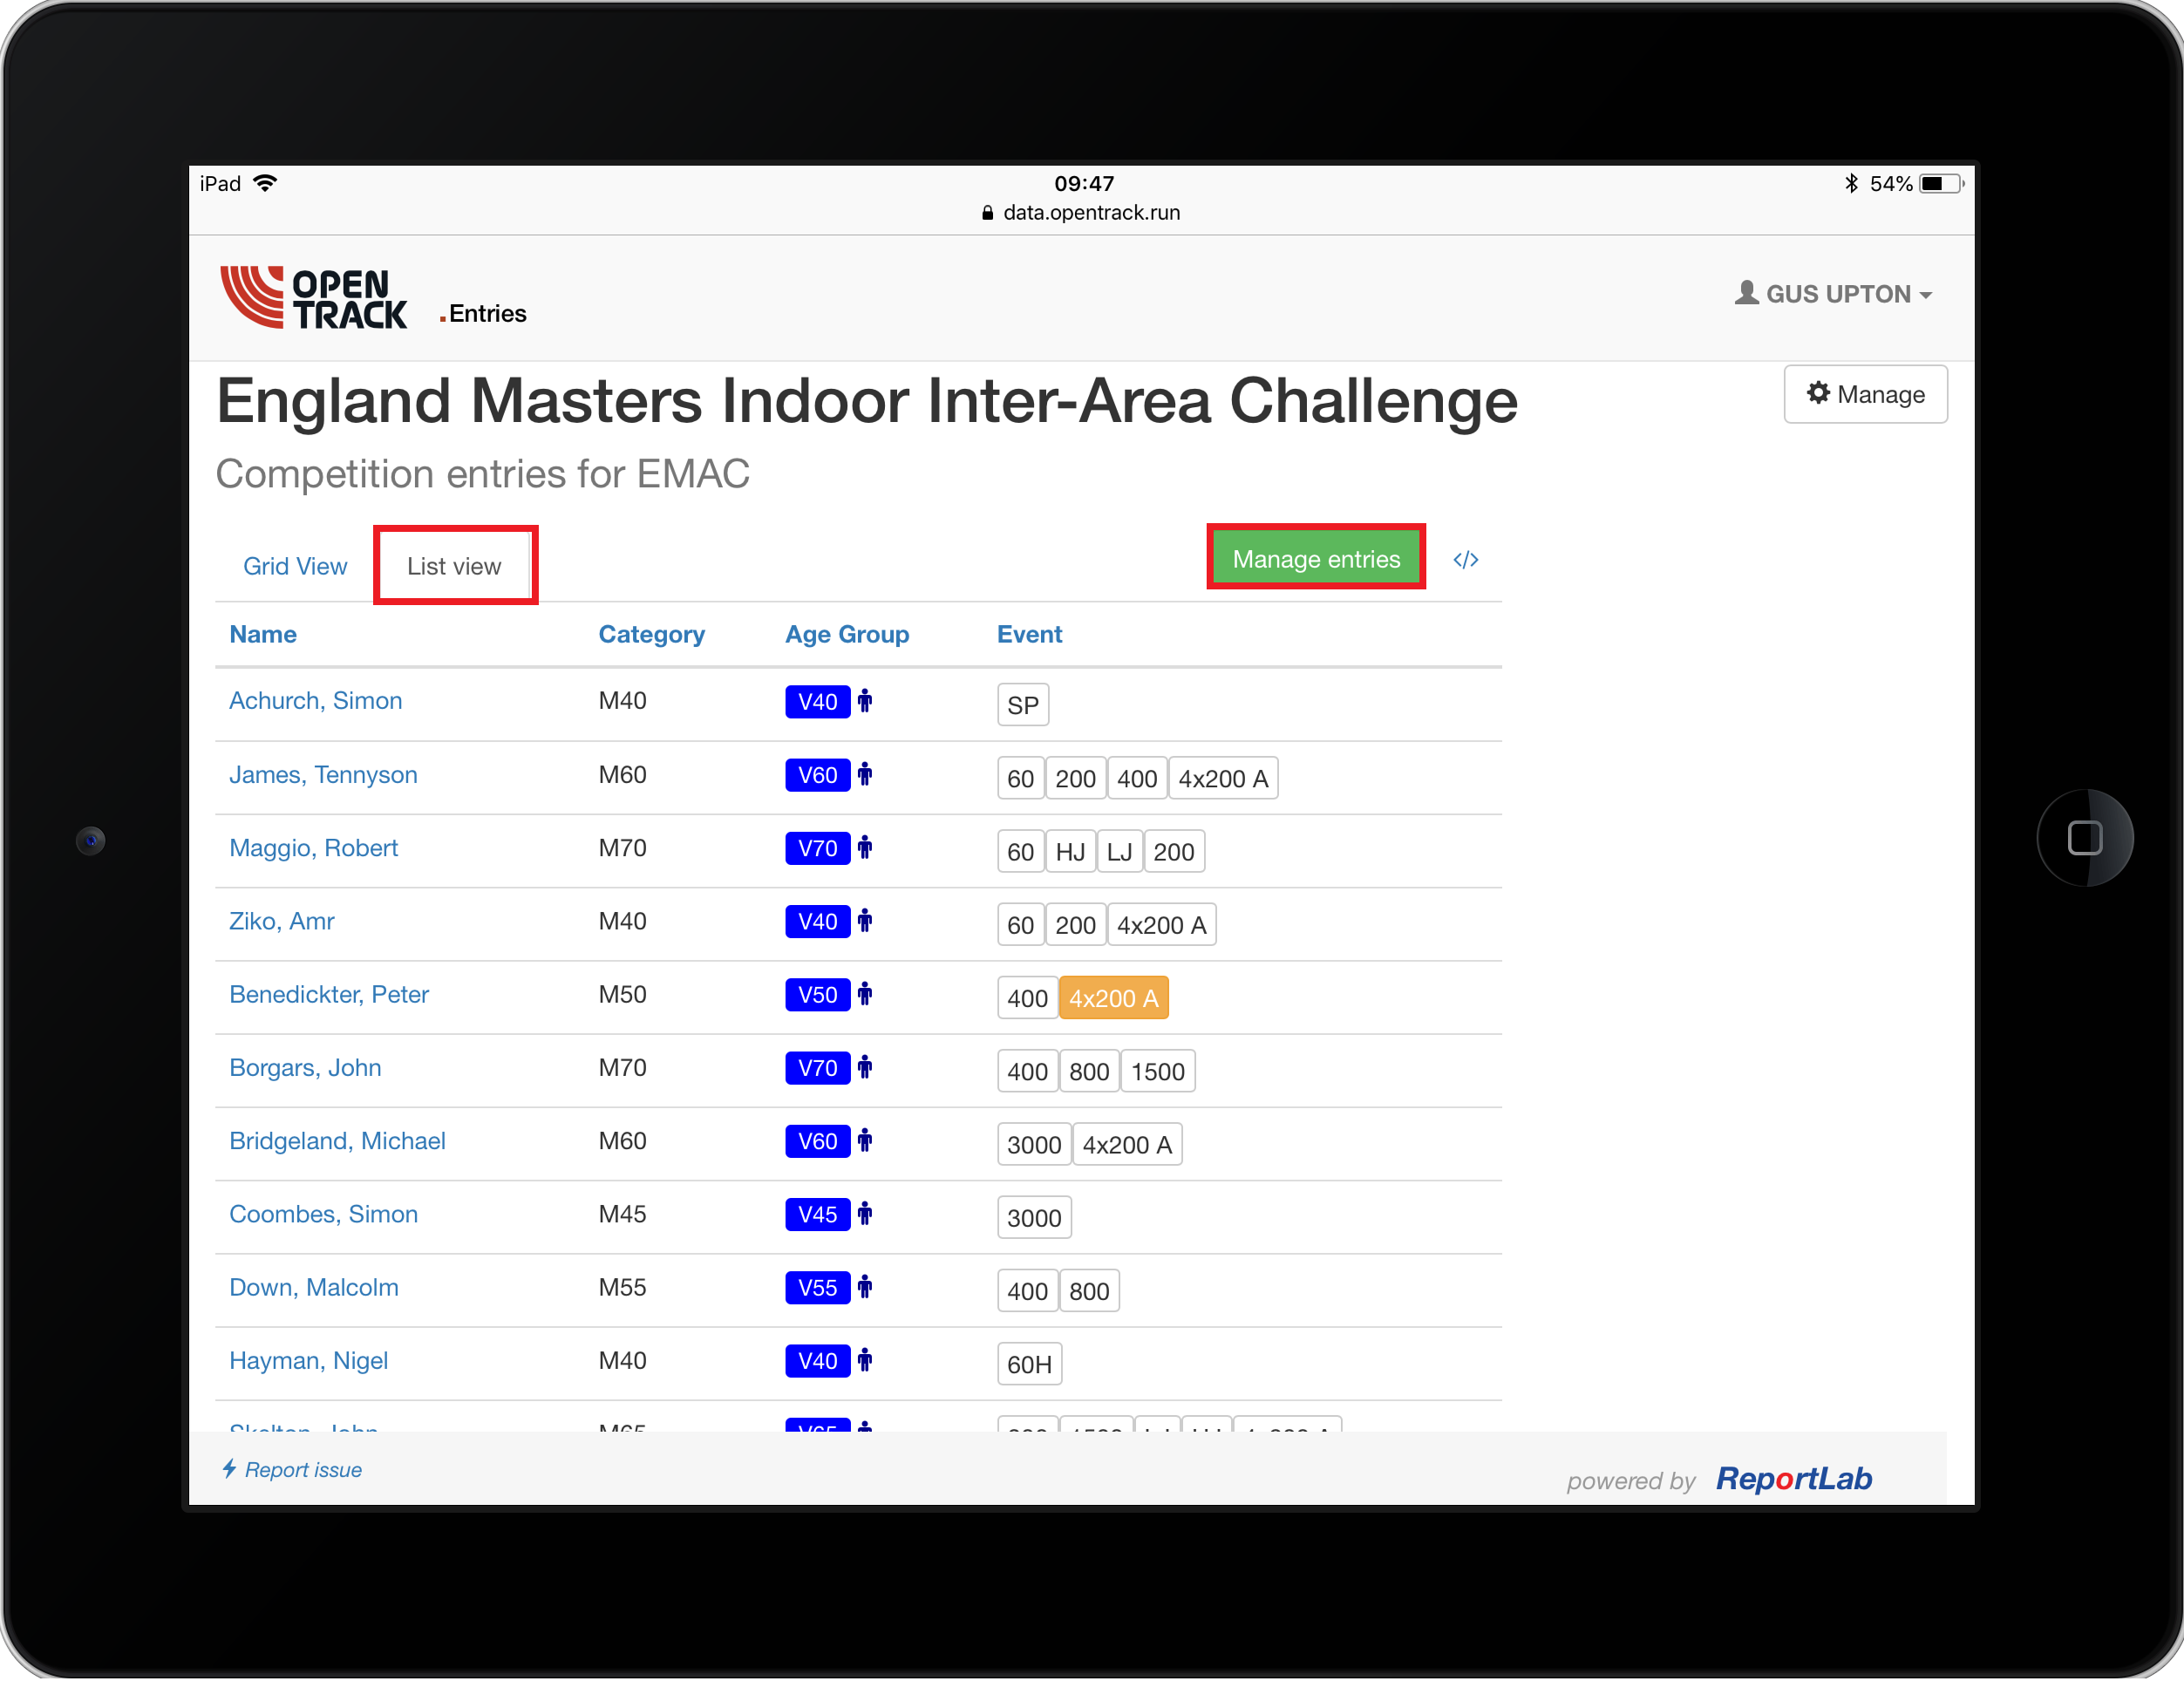 iPad 09:47 54%
data.opentrack.run
OPEN TRACK .Entries GUS UPTON
England Masters Indoor Inter-Area Challenge Manage
Competition entries for EMAC
Grid View List view Manage entries </>
Name Category Age Group Event
Achurch, Simon M40 V40 SP
James, Tennyson M60 V60 60 200 400 4x200 A
Maggio, Robert M70 V70 60 HJ LJ 200
Ziko, Amr M40 V40 60 200 4x200 A
Benedickter, Peter M50 V50 400 4x200 A
Borgars, John M70 V70 400 800 1500
Bridgeland, Michael M60 V60 3000 4x200 A
Coombes, Simon M45 V45 3000
Down, Malcolm M55 V55 400 800
Hayman, Nigel M40 V40 60H
Skelton, John M65 V65
Report issue powered by ReportLab